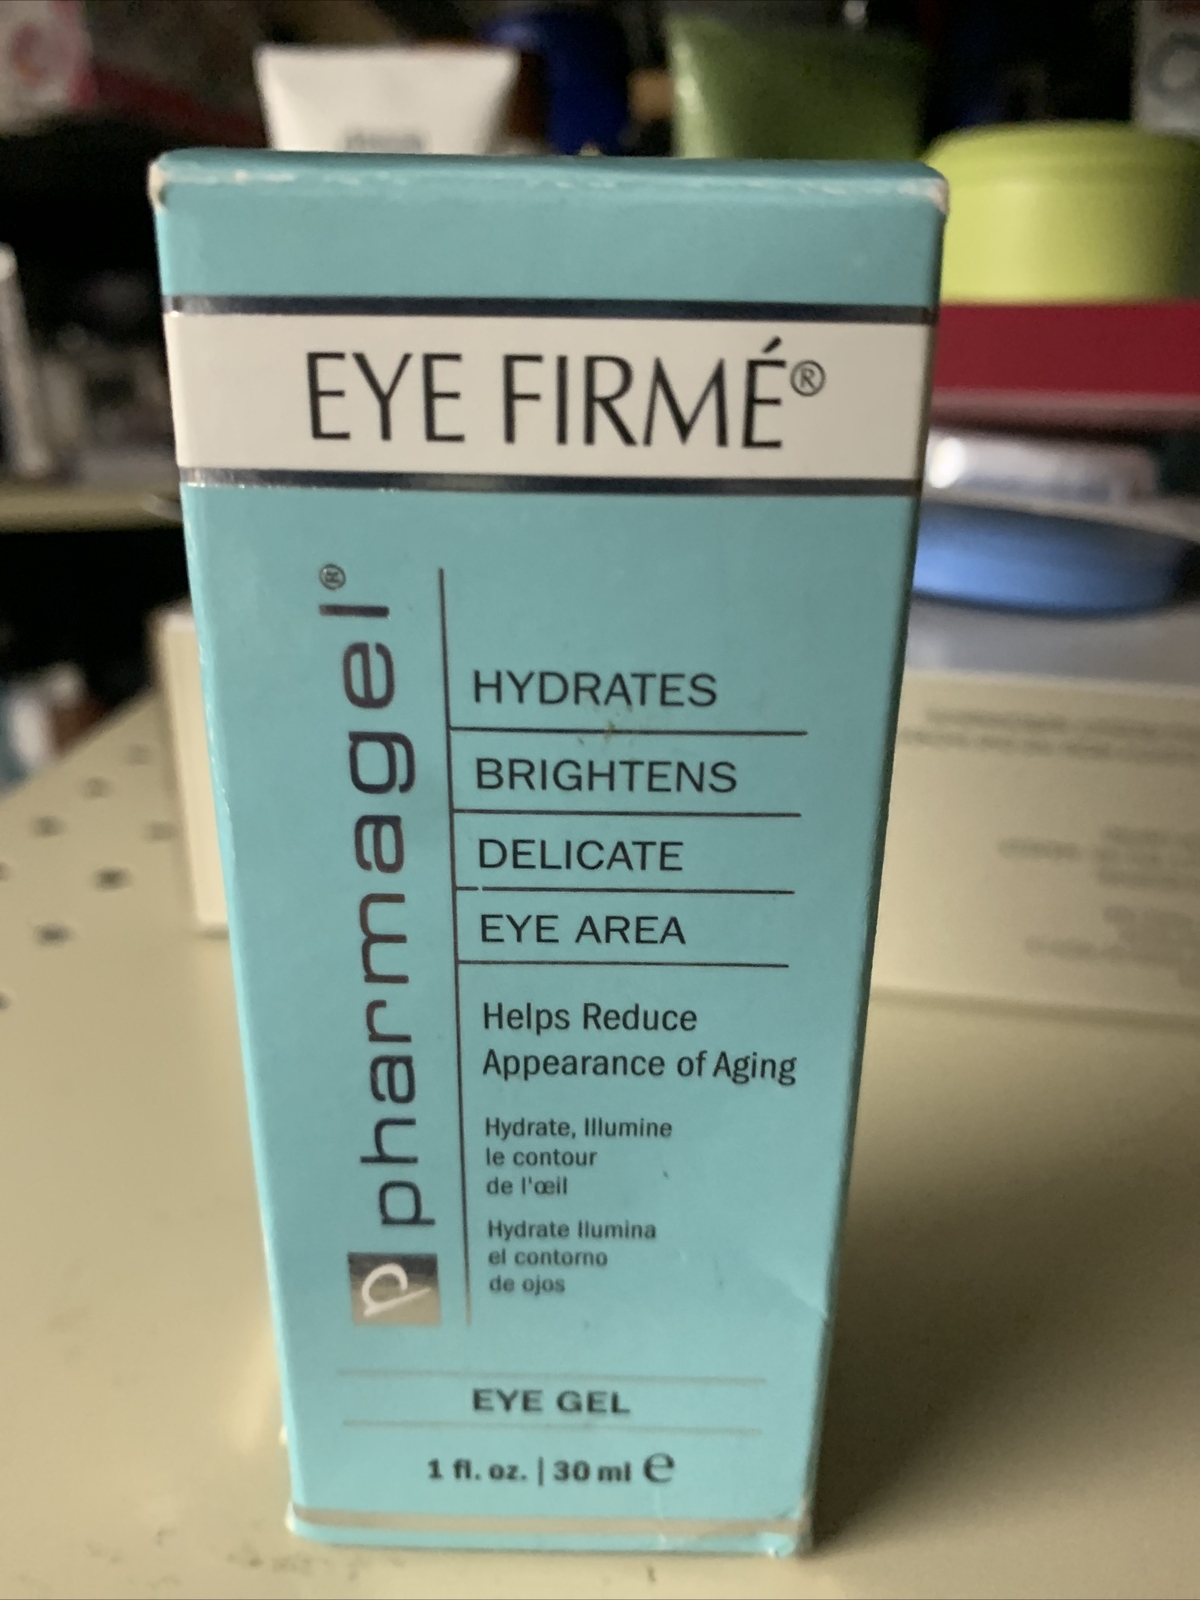 EYE FIRMÉ®
pharmagel®
HYDRATES
BRIGHTENS
DELICATE
EYE AREA
Helps Reduce
Appearance of Aging
Hydrate, Illumine
le contour
de l'œil
Hydrate Ilumina
el contorno
de ojos
EYE GEL
1 fl. oz. | 30 ml ℮